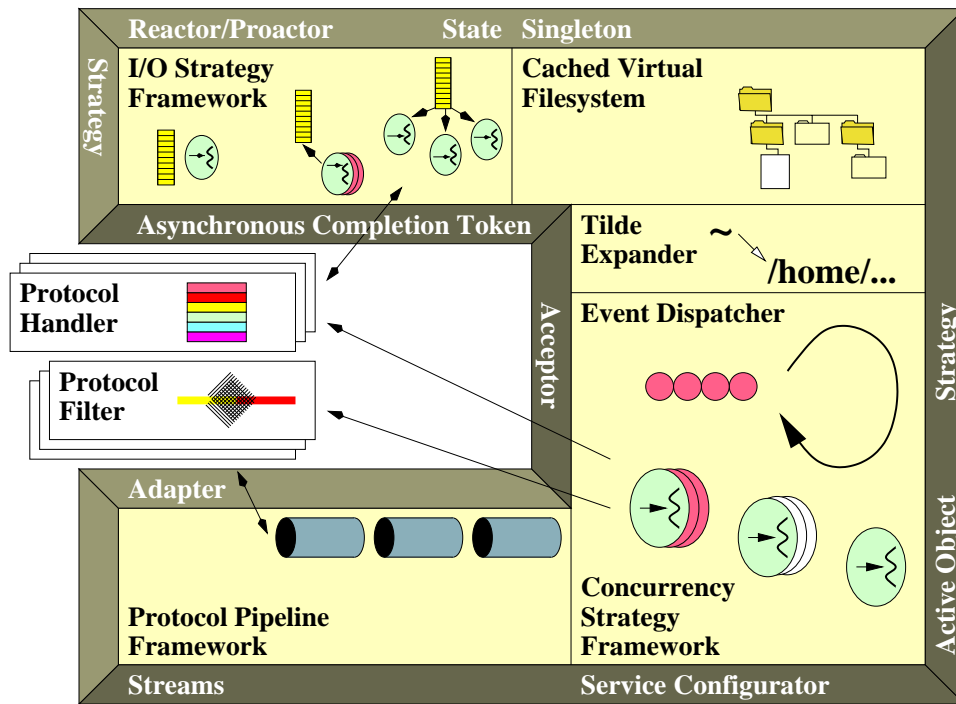 Reactor/Proactor
State
Singleton
Strategy
I/O Strategy
Framework
Cached Virtual
Filesystem
Asynchronous Completion Token
Tilde
Expander
~
/home/...
Protocol
Handler
Acceptor
Event Dispatcher
Strategy
Protocol
Filter
Adapter
Active Object
Protocol Pipeline
Framework
Concurrency
Strategy
Framework
Streams
Service Configurator